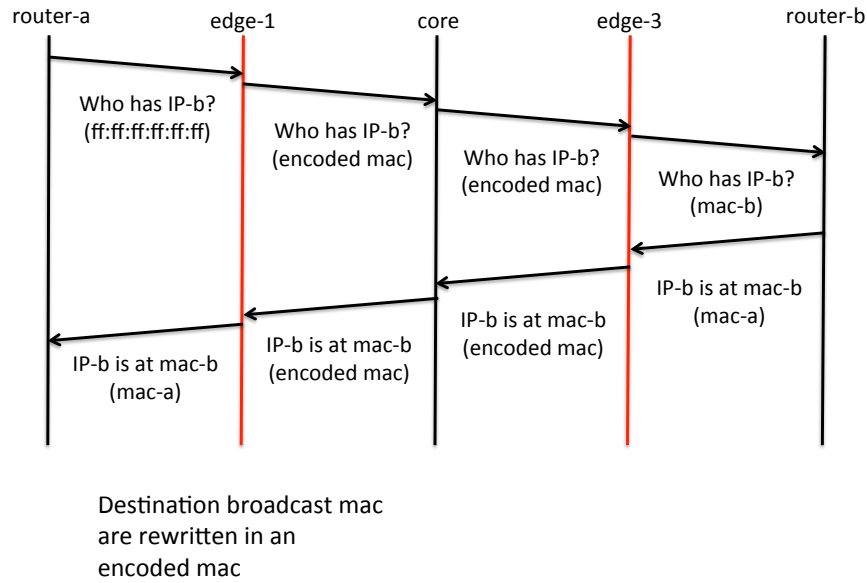 router-a
edge-1
core
edge-3
router-b
Who has IP-b?
(ff:ff:ff:ff:ff:ff)
Who has IP-b?
(encoded mac)
Who has IP-b?
(encoded mac)
Who has IP-b?
(mac-b)
IP-b is at mac-b
(mac-a)
IP-b is at mac-b
(encoded mac)
IP-b is at mac-b
(encoded mac)
IP-b is at mac-b
(mac-a)
Destination broadcast mac
are rewritten in an
encoded mac